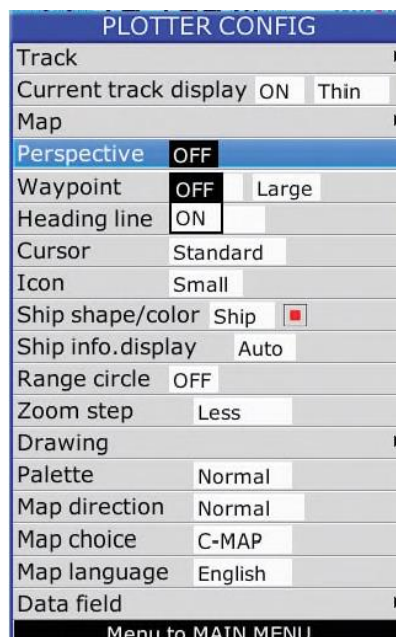 PLOTTER CONFIG
Track
Current track display ON Thin
Map
Perspective OFF
Waypoint OFF Large
Heading line ON
Cursor Standard
Icon Small
Ship shape/color Ship
Ship info.display Auto
Range circle OFF
Zoom step Less
Drawing
Palette Normal
Map direction Normal
Map choice C-MAP
Map language English
Data field
Menu to MAIN MENU